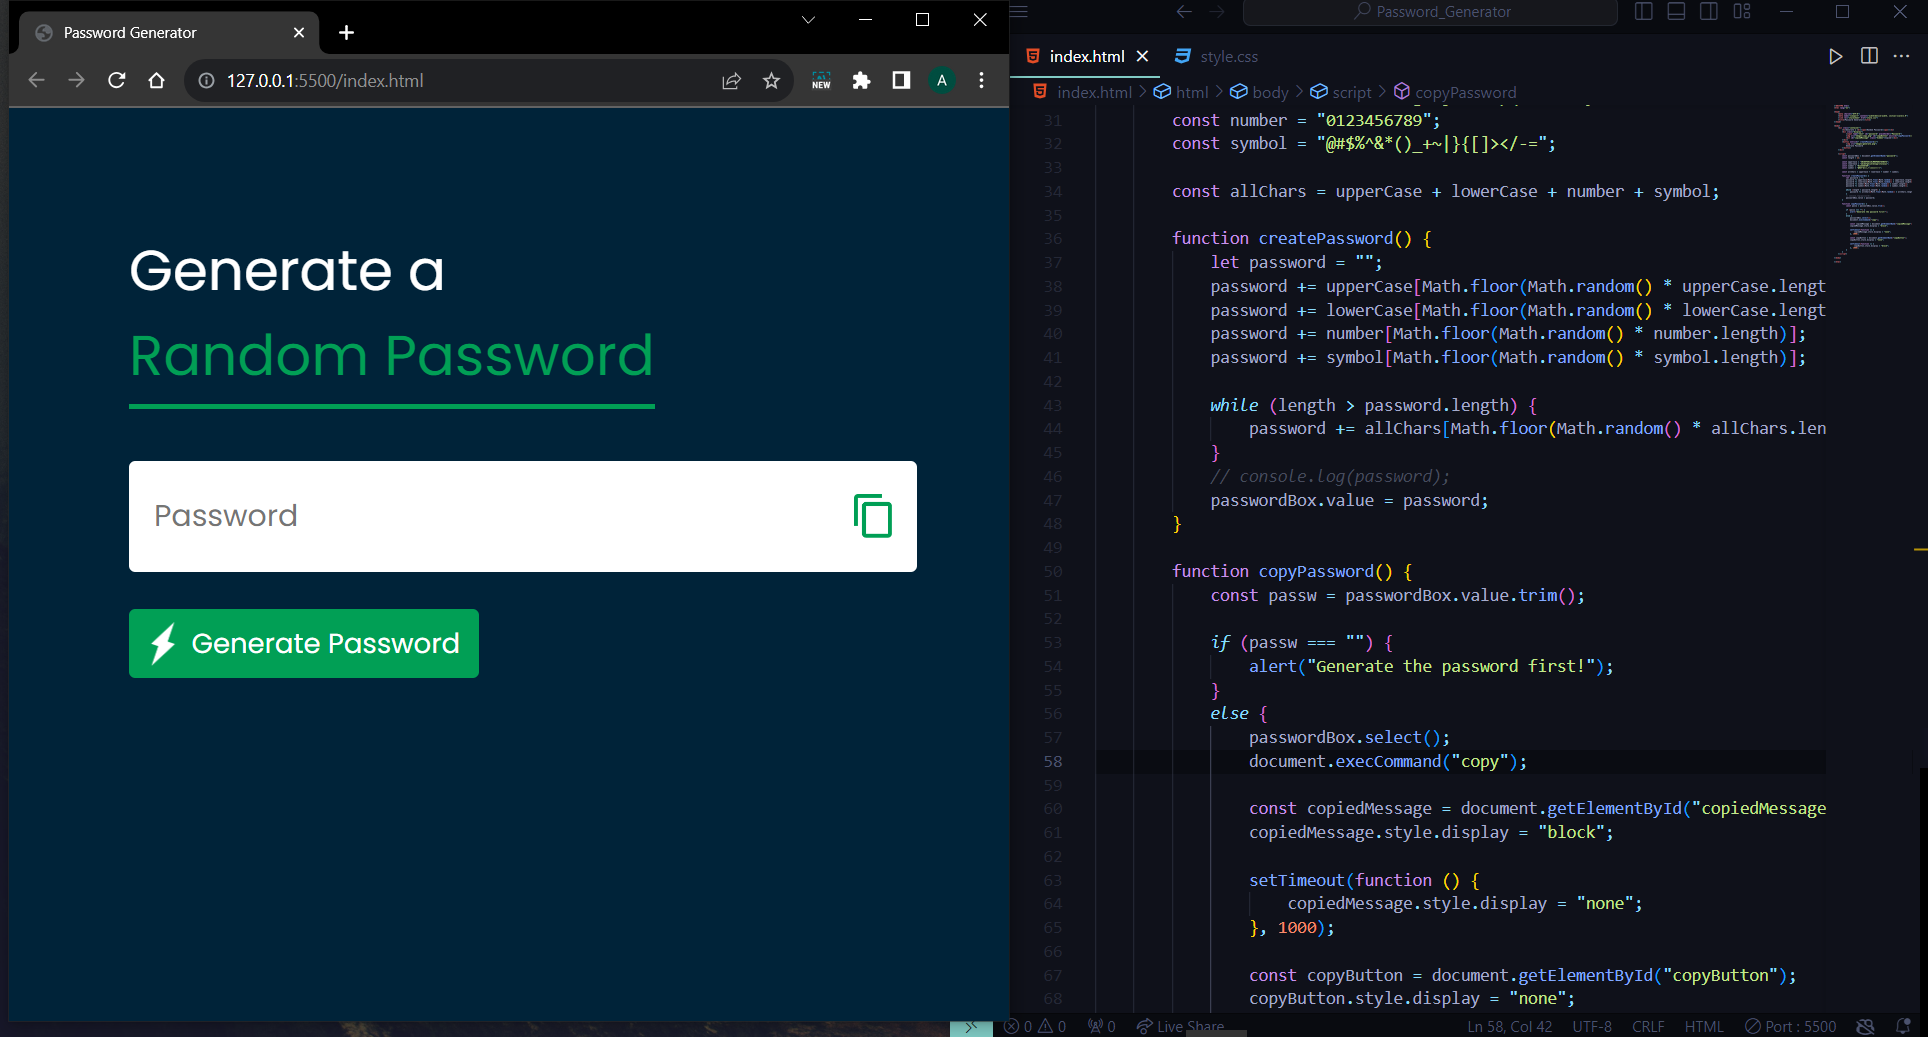 Password Generator
127.0.0.1:5500/index.html
NEW
A
Generate a
Random Password
Password
Generate Password
Password_Generator
index.html
style.css
index.html > html > body > script > copyPassword
31 const number = "0123456789";
32 const symbol = "@#$%^&*()_+~|}{[]></-=";
33
34 const allChars = upperCase + lowerCase + number + symbol;
35
36 function createPassword() {
37 let password = "";
38 password += upperCase[Math.floor(Math.random() * upperCase.lengt
39 password += lowerCase[Math.floor(Math.random() * lowerCase.lengt
40 password += number[Math.floor(Math.random() * number.length)];
41 password += symbol[Math.floor(Math.random() * symbol.length)];
42
43 while (length > password.length) {
44 password += allChars[Math.floor(Math.random() * allChars.len
45 }
46 // console.log(password);
47 passwordBox.value = password;
48 }
49
50 function copyPassword() {
51 const passw = passwordBox.value.trim();
52
53 if (passw === "") {
54 alert("Generate the password first!");
55 }
56 else {
57 passwordBox.select();
58 document.execCommand("copy");
59
60 const copiedMessage = document.getElementById("copiedMessage
61 copiedMessage.style.display = "block";
62
63 setTimeout(function () {
64 copiedMessage.style.display = "none";
65 }, 1000);
66
67 const copyButton = document.getElementById("copyButton");
68 copyButton.style.display = "none";
0 0 0 Live Share Ln 58, Col 42 UTF-8 CRLF HTML Port : 5500